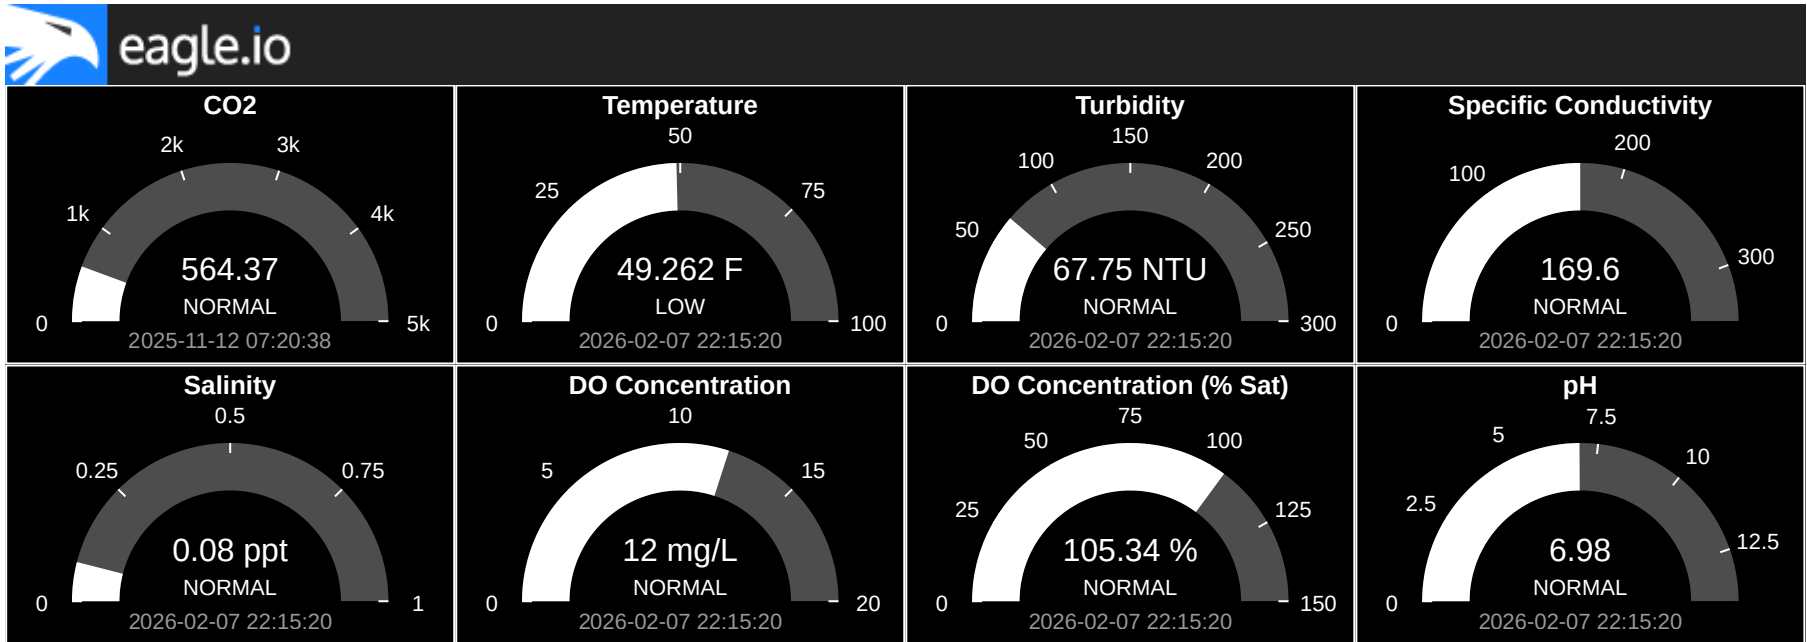 eagle.io
CO2
0
1k
2k
3k
4k
5k
564.37
NORMAL
2025-11-12 07:20:38
Temperature
0
25
50
75
100
49.262 F
LOW
2026-02-07 22:15:20
Turbidity
0
50
100
150
200
250
300
67.75 NTU
NORMAL
2026-02-07 22:15:20
Specific Conductivity
0
100
200
300
169.6
NORMAL
2026-02-07 22:15:20
Salinity
0
0.25
0.5
0.75
1
0.08 ppt
NORMAL
2026-02-07 22:15:20
DO Concentration
0
5
10
15
20
12 mg/L
NORMAL
2026-02-07 22:15:20
DO Concentration (% Sat)
0
25
50
75
100
125
150
105.34 %
NORMAL
2026-02-07 22:15:20
pH
0
2.5
5
7.5
10
12.5
6.98
NORMAL
2026-02-07 22:15:20